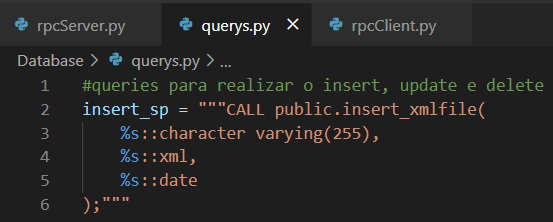 rpcServer.py querys.py × rpcClient.py
Database > querys.py > ...
1 #queries para realizar o insert, update e delete
2 insert_sp = """CALL public.insert_xmlfile(
3 %s::character varying(255),
4 %s::xml,
5 %s::date
6 );"""